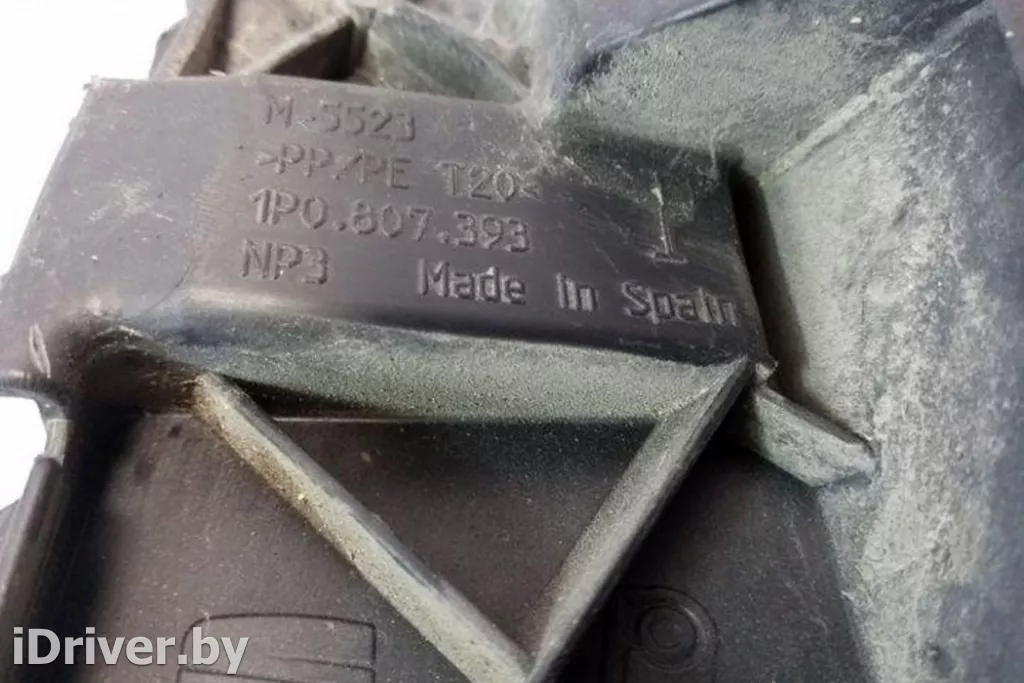 M-5523
>PP/PE T20<
1P0.807.393
NP3 Made in Spain
iDriver.by